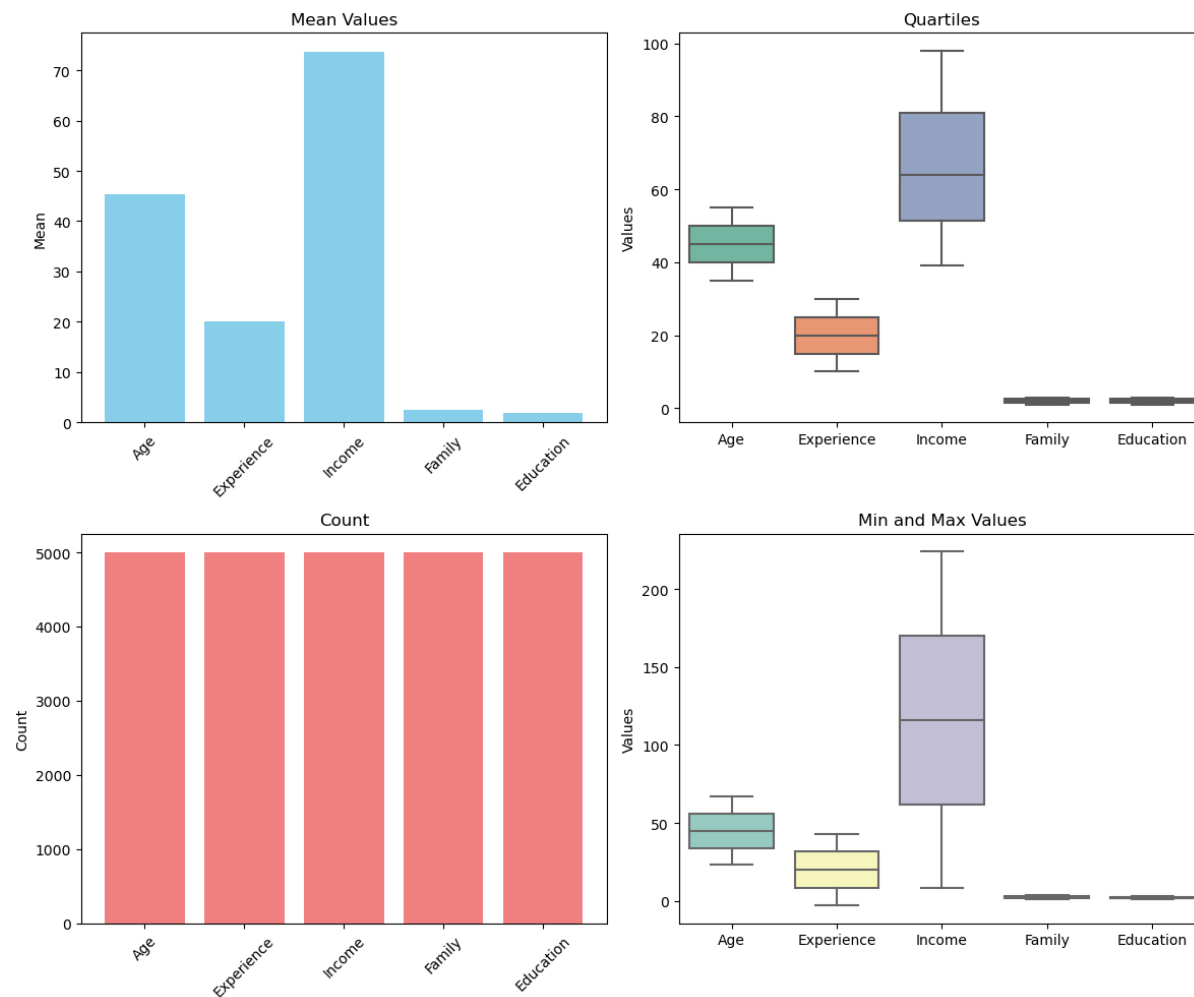 Mean Values
70
60
50
40
30
20
10
0
Mean
Age
Experience
Income
Family
Education
Quartiles
100
80
60
40
20
0
Values
Age
Experience
Income
Family
Education
Count
5000
4000
3000
2000
1000
0
Count
Age
Experience
Income
Family
Education
Min and Max Values
200
150
100
50
0
Values
Age
Experience
Income
Family
Education